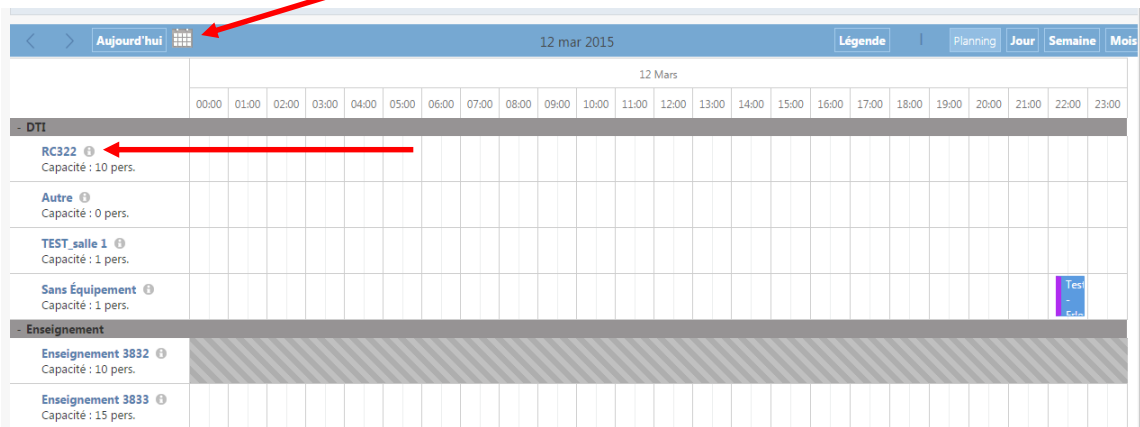 Aujourd'hui 12 mar 2015 Légende Planning Jour Semaine Mois
12 Mars
00:00 01:00 02:00 03:00 04:00 05:00 06:00 07:00 08:00 09:00 10:00 11:00 12:00 13:00 14:00 15:00 16:00 17:00 18:00 19:00 20:00 21:00 22:00 23:00
- DTI
RC322
Capacité : 10 pers.
Autre
Capacité : 0 pers.
TEST_salle 1
Capacité : 1 pers.
Sans Équipement
Capacité : 1 pers.
Test
-
- Enseignement
Enseignement 3832
Capacité : 10 pers.
Enseignement 3833
Capacité : 15 pers.